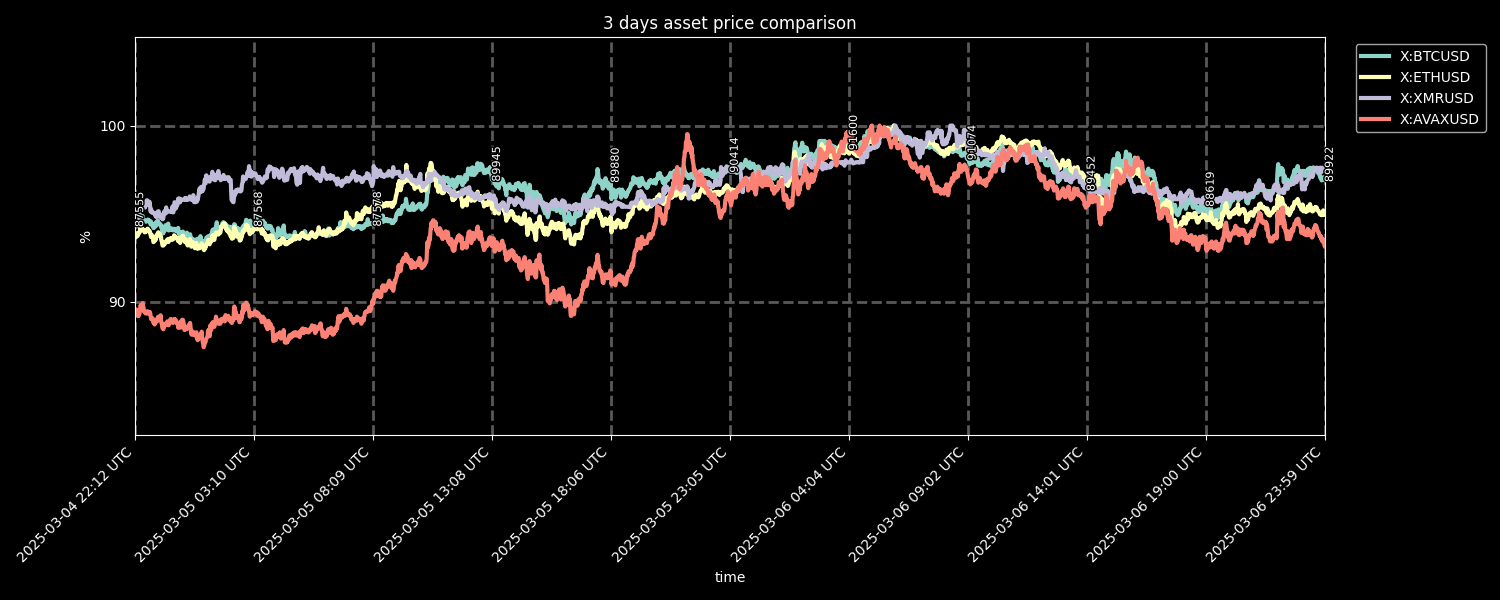 3 days asset price comparison
X:BTCUSD
X:ETHUSD
X:XMRUSD
X:AVAXUSD
100
90
%
87555
87568
87578
89945
89880
90414
91600
91074
89452
88619
89922
2025-03-04 22:12 UTC
2025-03-05 03:10 UTC
2025-03-05 08:09 UTC
2025-03-05 13:08 UTC
2025-03-05 18:06 UTC
2025-03-05 23:05 UTC
2025-03-06 04:04 UTC
2025-03-06 09:02 UTC
2025-03-06 14:01 UTC
2025-03-06 19:00 UTC
2025-03-06 23:59 UTC
time